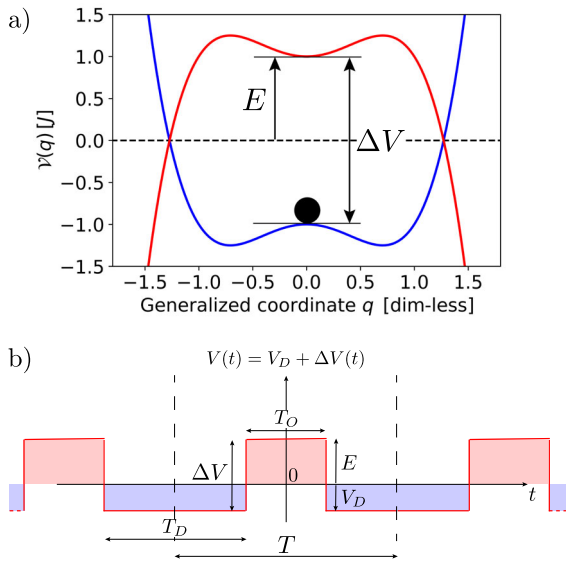 a)
1.5
1.0
0.5
0.0
−0.5
−1.0
−1.5
𝒱(q) [J]
E
ΔV
−1.5 −1.0 −0.5 0.0 0.5 1.0 1.5
Generalized coordinate q [dim-less]
b)
V(t) = V_D + ΔV(t)
T_O
ΔV
0
E
V_D
t
T_D
T